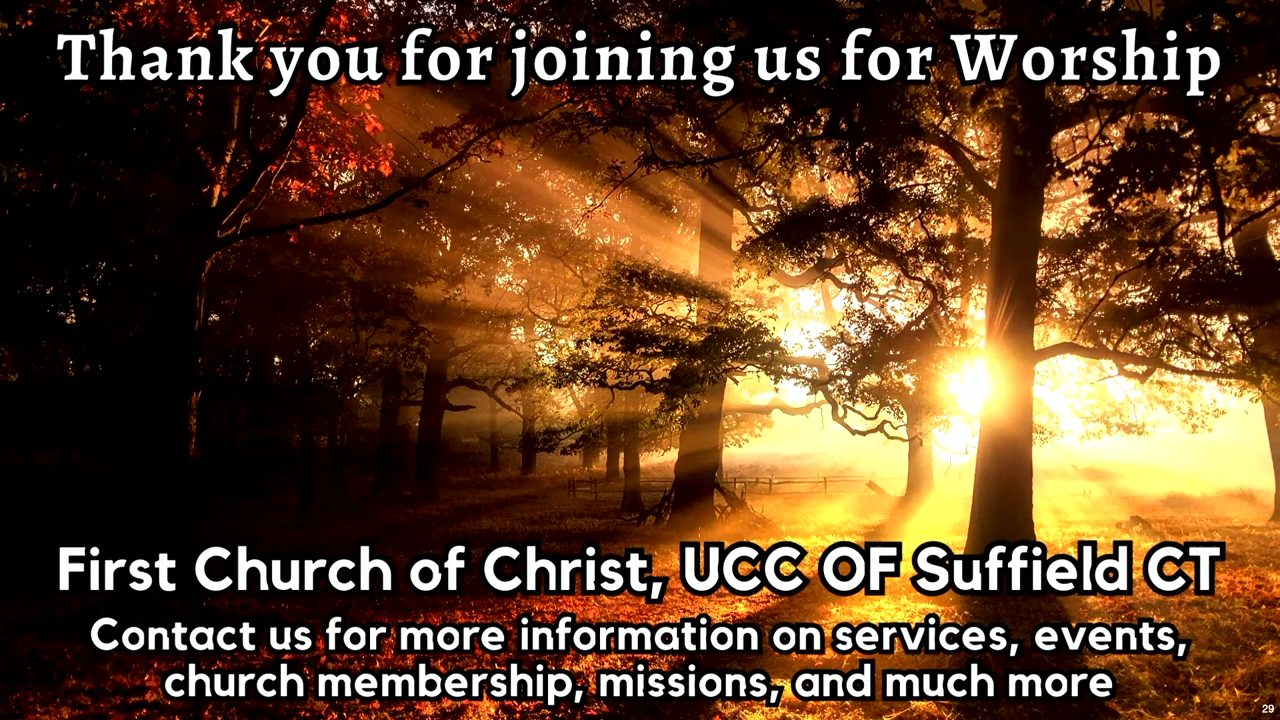 Thank you for joining us for Worship
First Church of Christ, UCC OF Suffield CT
Contact us for more information on services, events,
church membership, missions, and much more
29